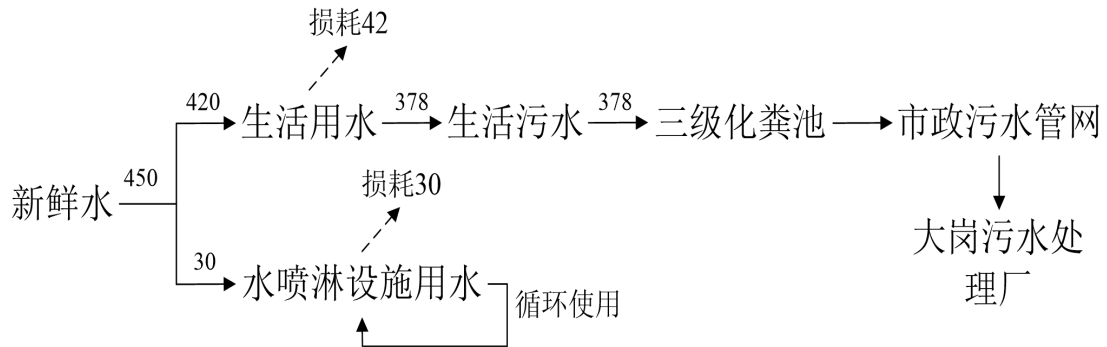 损耗42
420
生活用水
378
生活污水
378
三级化粪池
市政污水管网
新鲜水
450
损耗30
大岗污水处
理厂
30
水喷淋设施用水
循环使用